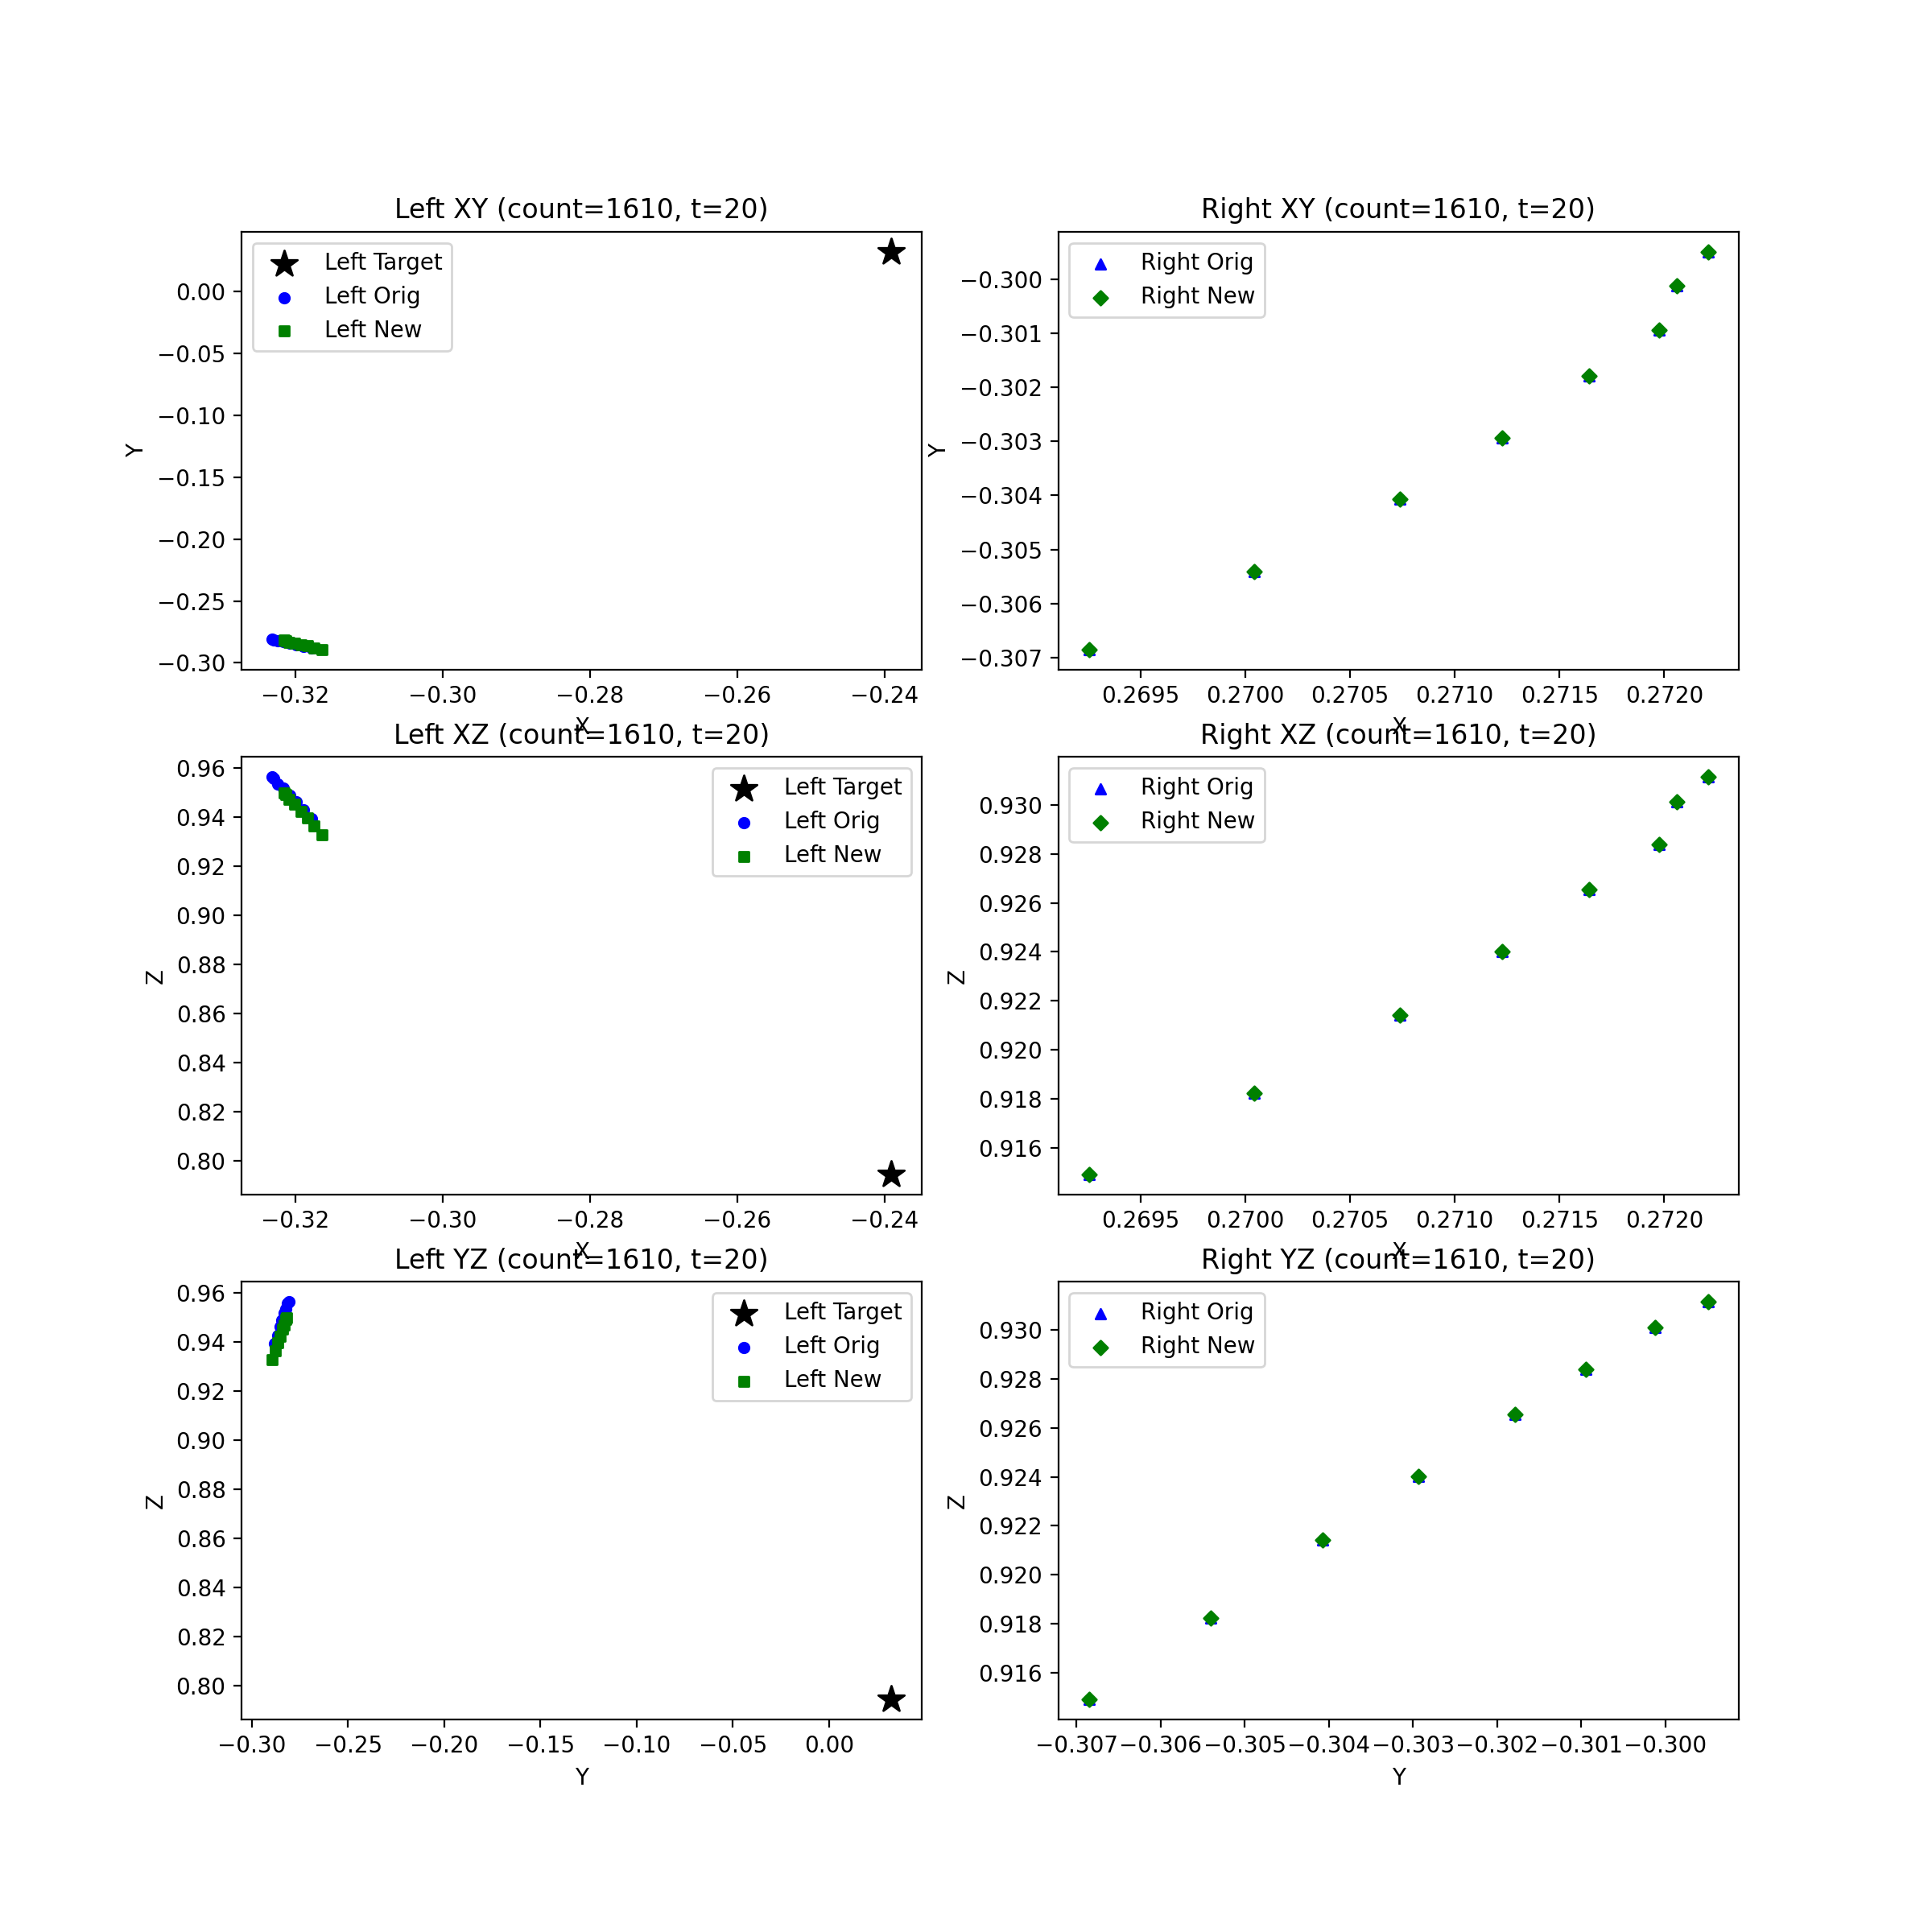 Left XY (count=1610, t=20)
Left Target
Left Orig
Left New
0.00
−0.05
−0.10
−0.15
−0.20
−0.25
−0.30
Y
−0.32
−0.30
−0.28
−0.26
−0.24
X
Right XY (count=1610, t=20)
Right Orig
Right New
−0.300
−0.301
−0.302
−0.303
−0.304
−0.305
−0.306
−0.307
Y
0.2695
0.2700
0.2705
0.2710
0.2715
0.2720
X
Left XZ (count=1610, t=20)
Left Target
Left Orig
Left New
0.96
0.94
0.92
0.90
0.88
0.86
0.84
0.82
0.80
Z
−0.32
−0.30
−0.28
−0.26
−0.24
X
Right XZ (count=1610, t=20)
Right Orig
Right New
0.930
0.928
0.926
0.924
0.922
0.920
0.918
0.916
Z
0.2695
0.2700
0.2705
0.2710
0.2715
0.2720
X
Left YZ (count=1610, t=20)
Left Target
Left Orig
Left New
0.96
0.94
0.92
0.90
0.88
0.86
0.84
0.82
0.80
Z
−0.30
−0.25
−0.20
−0.15
−0.10
−0.05
0.00
Y
Right YZ (count=1610, t=20)
Right Orig
Right New
0.930
0.928
0.926
0.924
0.922
0.920
0.918
0.916
Z
−0.307
−0.306
−0.305
−0.304
−0.303
−0.302
−0.301
−0.300
Y